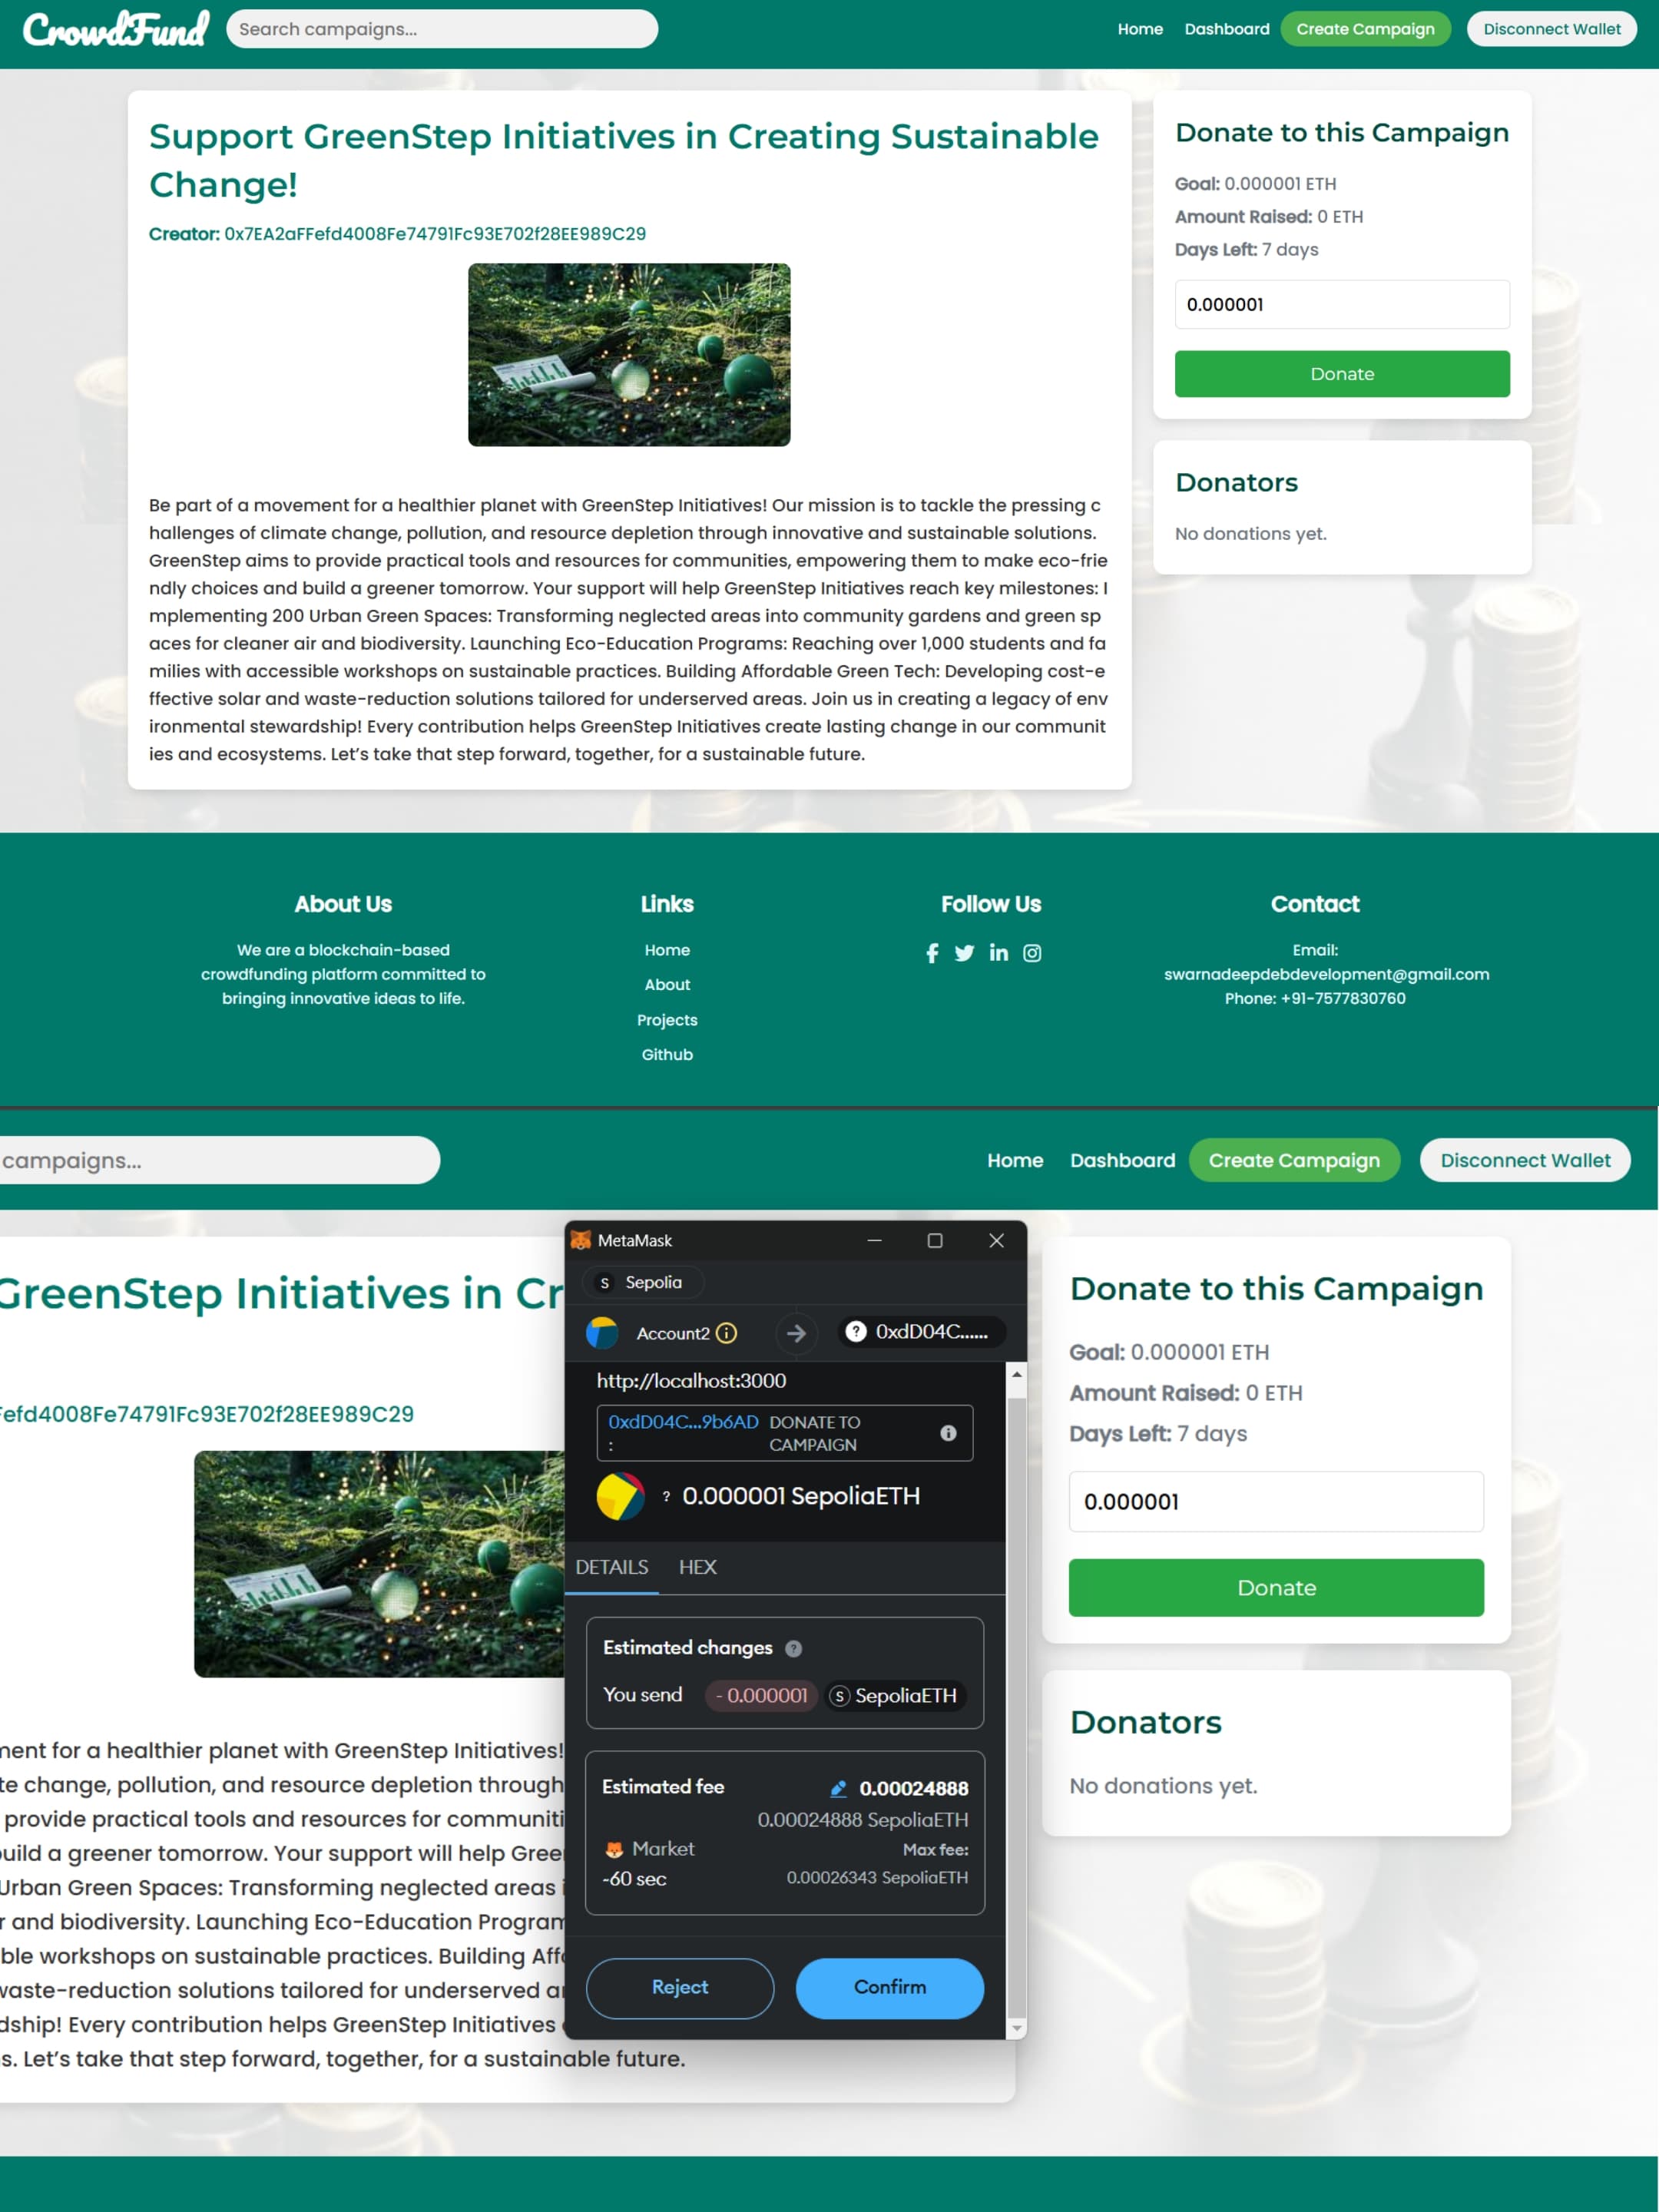 CrowdFund
Search campaigns...
Home
Dashboard
Create Campaign
Disconnect Wallet
Support GreenStep Initiatives in Creating Sustainable
Change!
Creator: 0x7EA2aFFefd4008Fe74791Fc93E702f28EE989C29
Be part of a movement for a healthier planet with GreenStep Initiatives! Our mission is to tackle the pressing c
hallenges of climate change, pollution, and resource depletion through innovative and sustainable solutions.
GreenStep aims to provide practical tools and resources for communities, empowering them to make eco-frie
ndly choices and build a greener tomorrow. Your support will help GreenStep Initiatives reach key milestones: I
mplementing 200 Urban Green Spaces: Transforming neglected areas into community gardens and green sp
aces for cleaner air and biodiversity. Launching Eco-Education Programs: Reaching over 1,000 students and fa
milies with accessible workshops on sustainable practices. Building Affordable Green Tech: Developing cost-e
ffective solar and waste-reduction solutions tailored for underserved areas. Join us in creating a legacy of env
ironmental stewardship! Every contribution helps GreenStep Initiatives create lasting change in our communit
ies and ecosystems. Let's take that step forward, together, for a sustainable future.
Donate to this Campaign
Goal: 0.000001 ETH
Amount Raised: 0 ETH
Days Left: 7 days
0.000001
Donate
Donators
No donations yet.
About Us
We are a blockchain-based
crowdfunding platform committed to
bringing innovative ideas to life.
Links
Home
About
Projects
Github
Follow Us
Contact
Email:
swarnadeepdebdevelopment@gmail.com
Phone: +91-7577830760
campaigns...
Home
Dashboard
Create Campaign
Disconnect Wallet
GreenStep Initiatives in Cr
efd4008Fe74791Fc93E702f28EE989C29
ment for a healthier planet with GreenStep Initiatives!
te change, pollution, and resource depletion through
provide practical tools and resources for communiti
uild a greener tomorrow. Your support will help Gree
Urban Green Spaces: Transforming neglected areas i
r and biodiversity. Launching Eco-Education Program
ble workshops on sustainable practices. Building Affo
waste-reduction solutions tailored for underserved ar
dship! Every contribution helps GreenStep Initiatives
s. Let's take that step forward, together, for a sustainable future.
MetaMask
S Sepolia
Account2
? 0xdD04C......
http://localhost:3000
0xdD04C...9b6AD DONATE TO
: CAMPAIGN
? 0.000001 SepoliaETH
DETAILS
HEX
Estimated changes ?
You send - 0.000001 S SepoliaETH
Estimated fee 0.00024888
0.00024888 SepoliaETH
Market Max fee:
~60 sec 0.00026343 SepoliaETH
Reject
Confirm
Donate to this Campaign
Goal: 0.000001 ETH
Amount Raised: 0 ETH
Days Left: 7 days
0.000001
Donate
Donators
No donations yet.